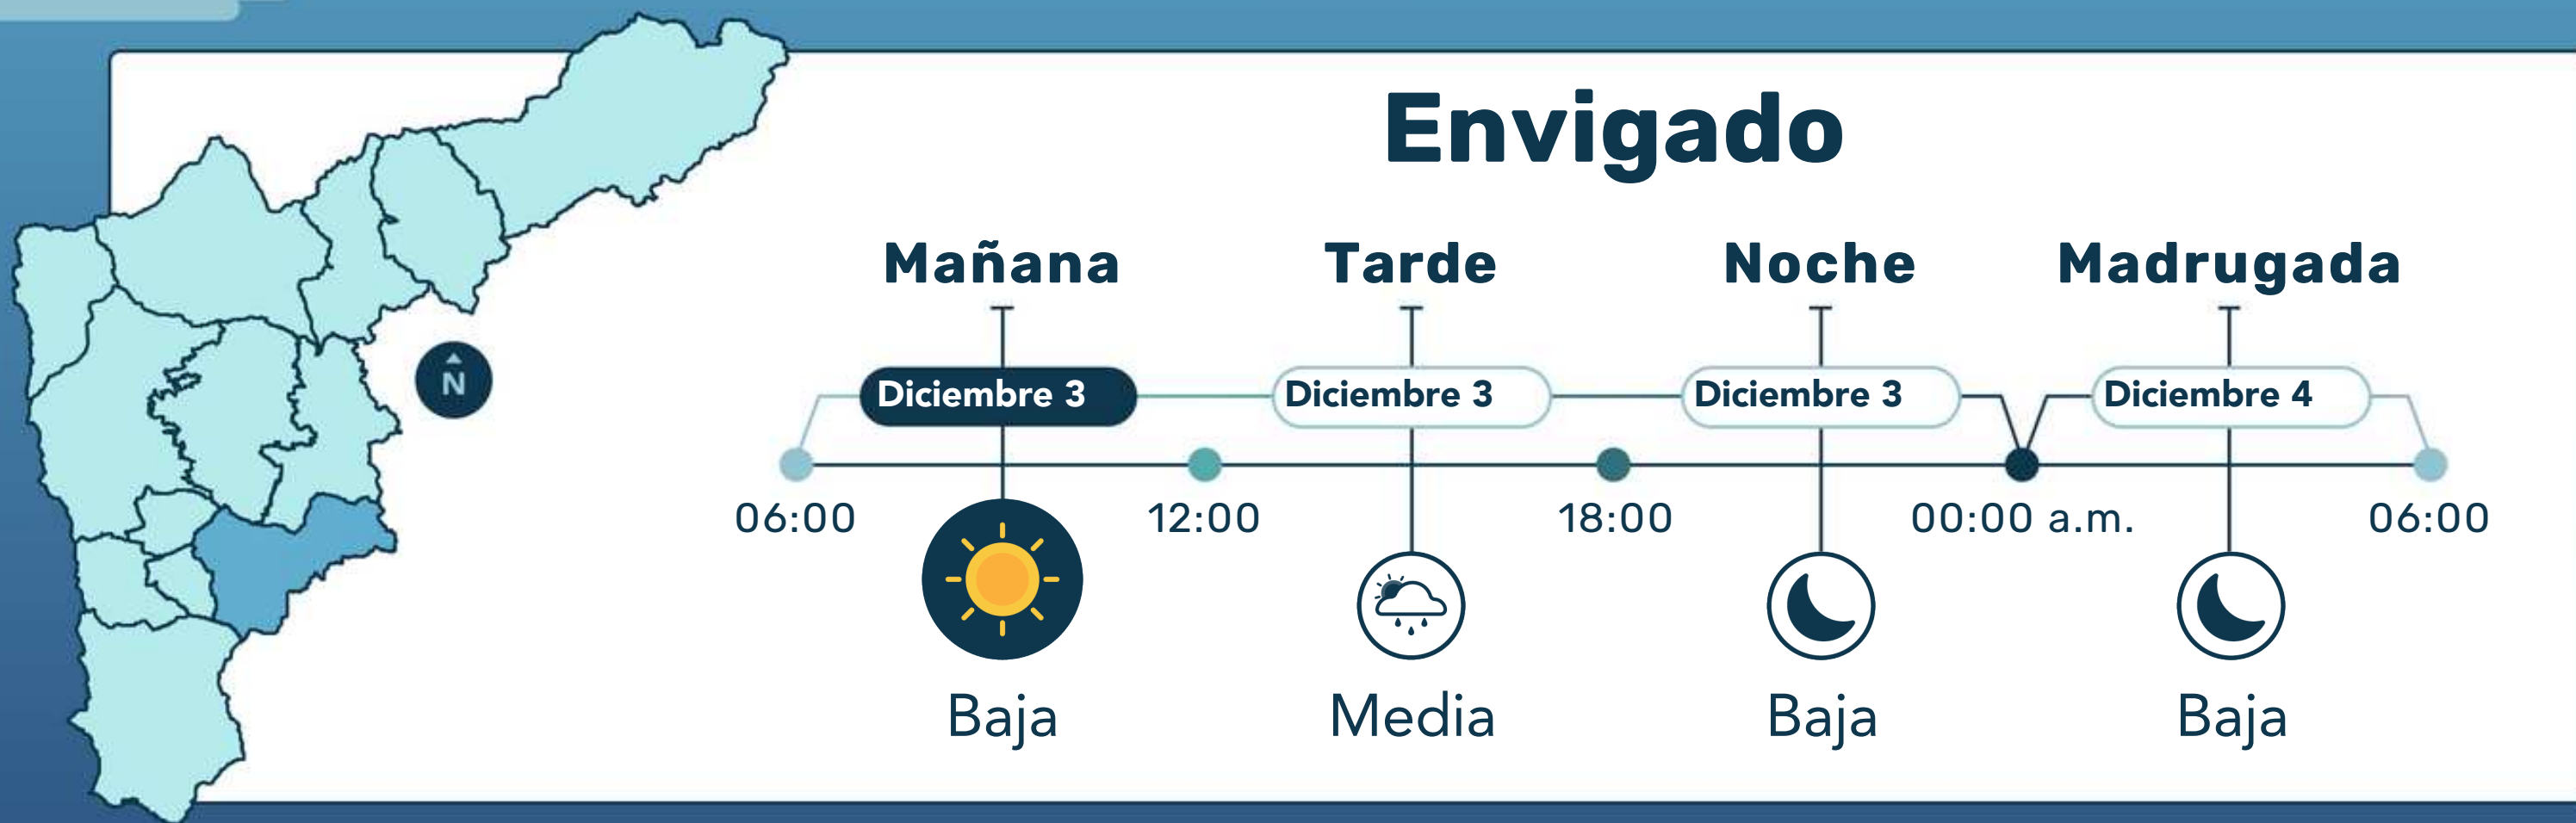 Envigado
Mañana Tarde Noche Madrugada
N
Diciembre 3 Diciembre 3 Diciembre 3 Diciembre 4
06:00 12:00 18:00 00:00 a.m. 06:00
Baja Media Baja Baja